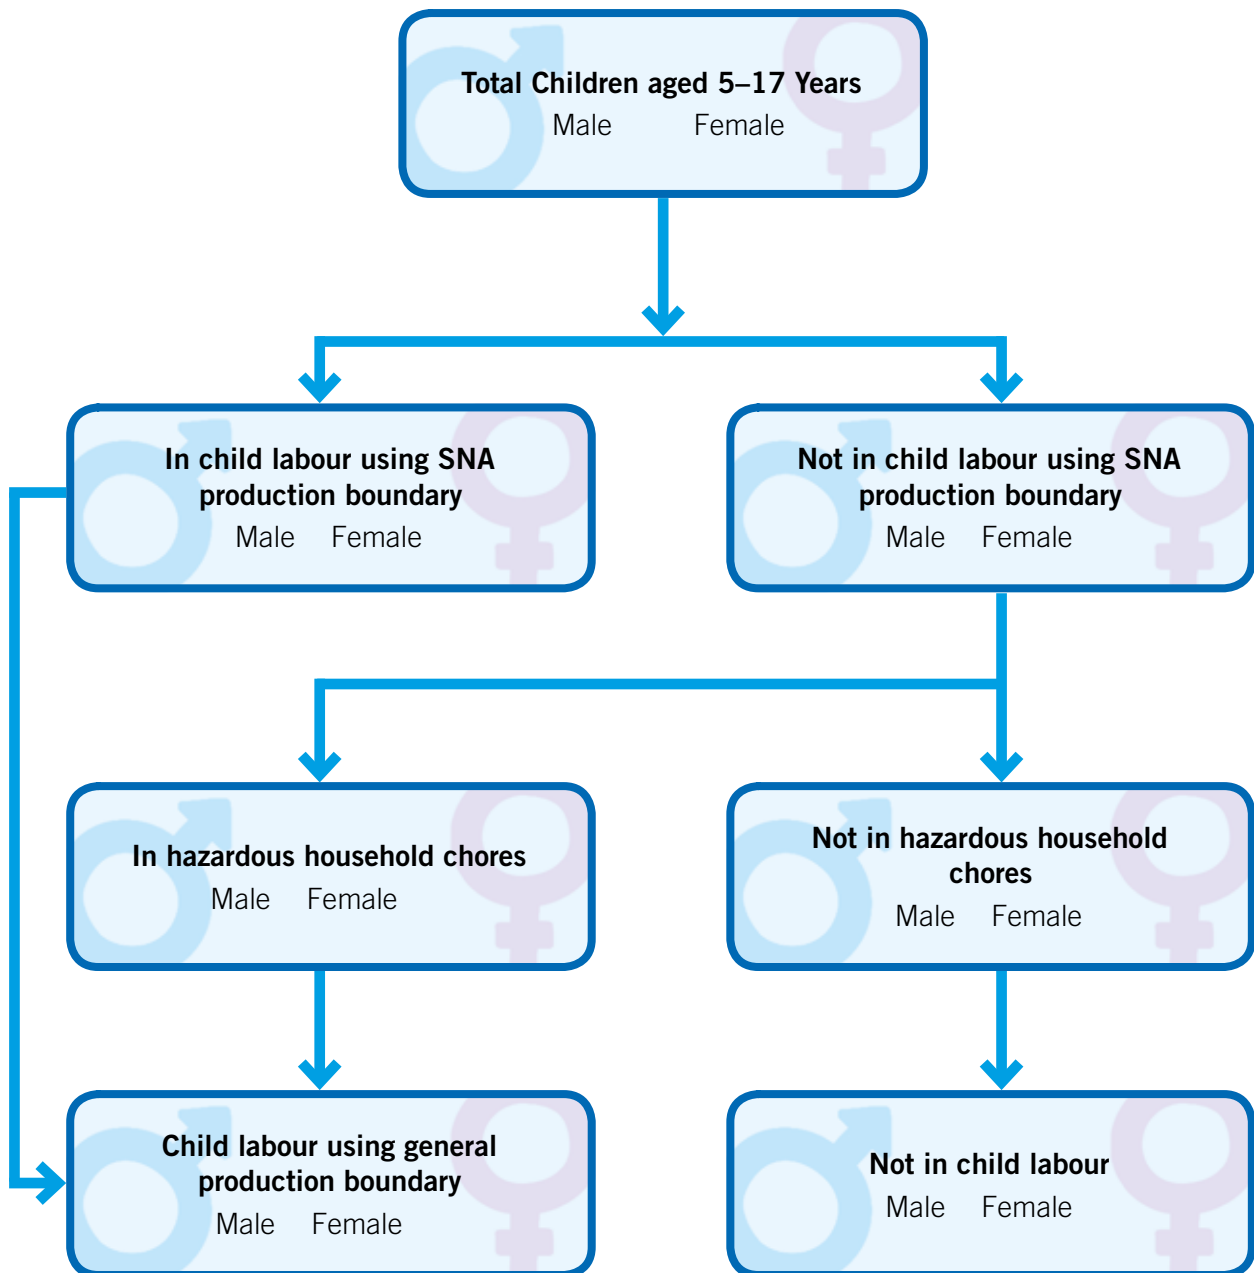 Total Children aged 5–17 Years
Male Female
In child labour using SNA
production boundary
Male Female
Not in child labour using SNA
production boundary
Male Female
In hazardous household chores
Male Female
Not in hazardous household
chores
Male Female
Child labour using general
production boundary
Male Female
Not in child labour
Male Female